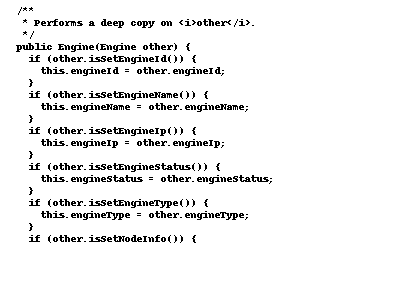 /**
 * Performs a deep copy on <i>other</i>.
 */
public Engine(Engine other) {
  if (other.isSetEngineId()) {
    this.engineId = other.engineId;
  }
  if (other.isSetEngineName()) {
    this.engineName = other.engineName;
  }
  if (other.isSetEngineIp()) {
    this.engineIp = other.engineIp;
  }
  if (other.isSetEngineStatus()) {
    this.engineStatus = other.engineStatus;
  }
  if (other.isSetEngineType()) {
    this.engineType = other.engineType;
  }
  if (other.isSetNodeInfo()) {